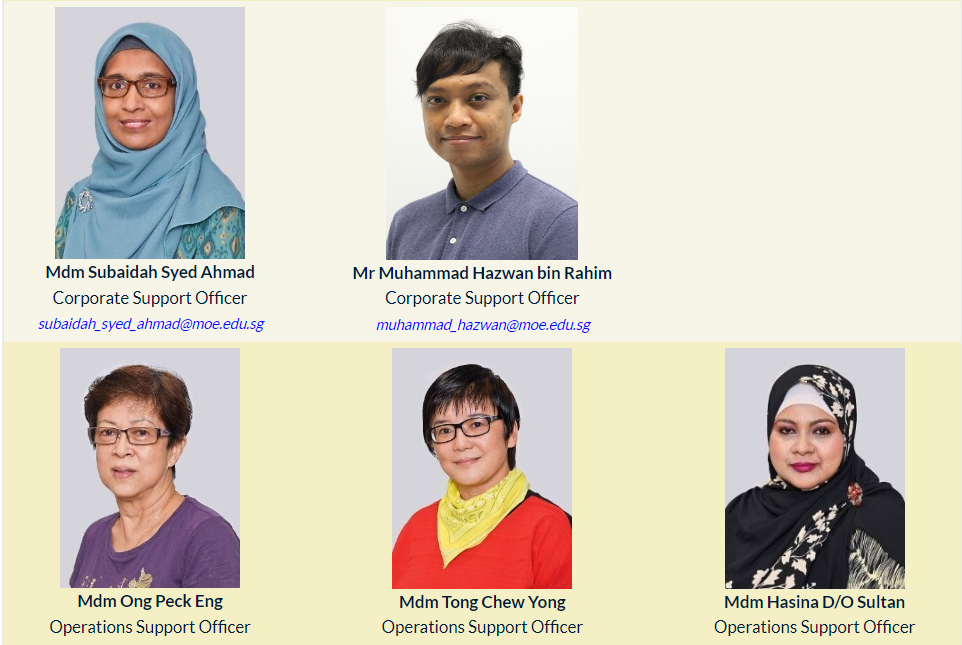 Mdm Subaidah Syed Ahmad
Corporate Support Officer
subaidah_syed_ahmad@moe.edu.sg
Mr Muhammad Hazwan bin Rahim
Corporate Support Officer
muhammad_hazwan@moe.edu.sg
Mdm Ong Peck Eng
Operations Support Officer
Mdm Tong Chew Yong
Operations Support Officer
Mdm Hasina D/O Sultan
Operations Support Officer